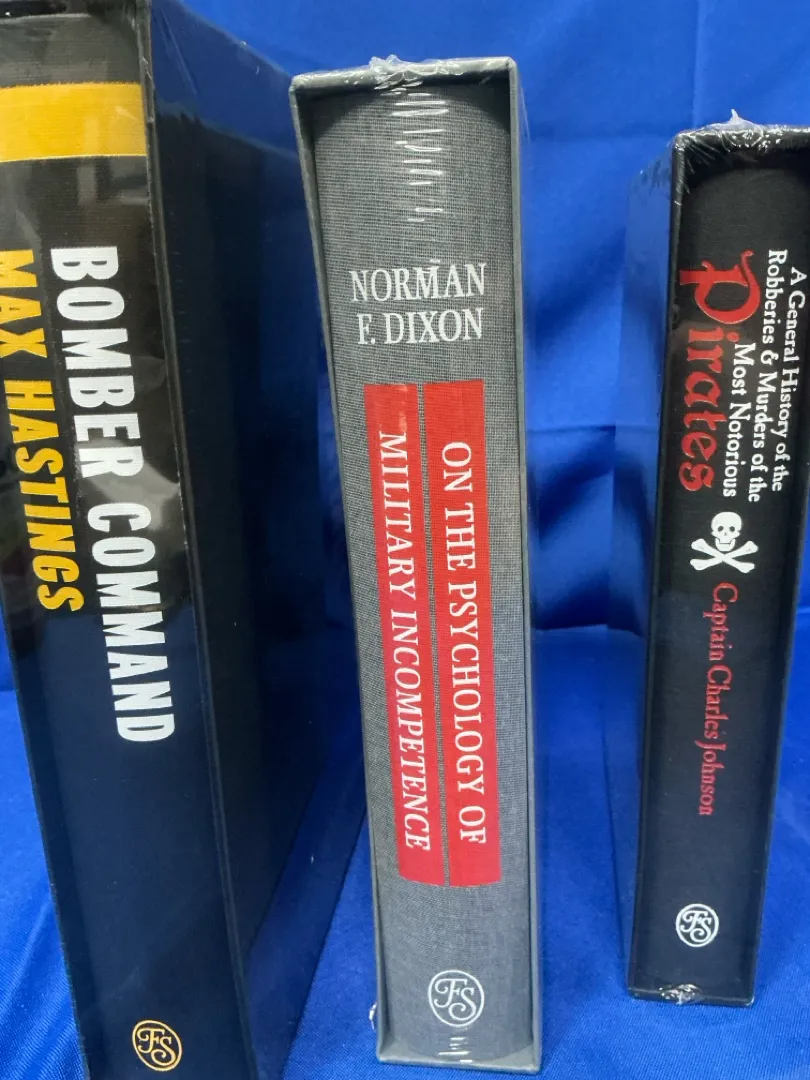 BOMBER COMMAND
MAX HASTINGS
FS
NORMAN
F. DIXON
ON THE PSYCHOLOGY OF
MILITARY INCOMPETENCE
FS
A General History of the
Robberies & Murders of the
Most Notorious
Pirates
Captain Charles Johnson
FS